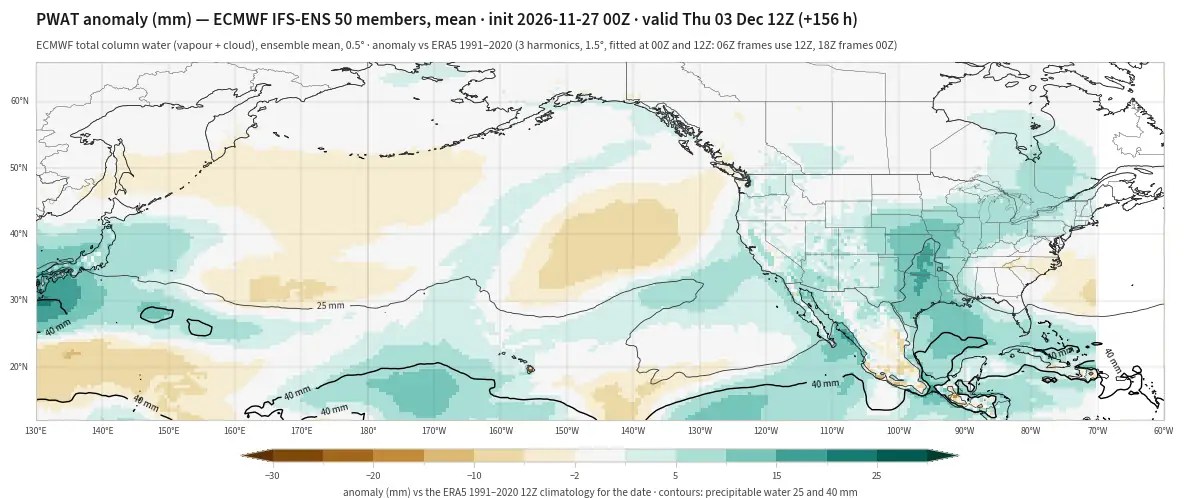 PWAT anomaly (mm) — ECMWF IFS-ENS 50 members, mean · init 2026-11-27 00Z · valid Thu 03 Dec 12Z (+156 h)
ECMWF total column water (vapour + cloud), ensemble mean, 0.5° · anomaly vs ERA5 1991–2020 (3 harmonics, 1.5°, fitted at 00Z and 12Z: 06Z frames use 12Z, 18Z frames 00Z)
60°N
50°N
40°N
30°N
20°N
25 mm
40 mm
40 mm
40 mm
40 mm
40 mm
40 mm
40 mm
130°E 140°E 150°E 160°E 170°E 180° 170°W 160°W 150°W 140°W 130°W 120°W 110°W 100°W 90°W 80°W 70°W 60°W
−30 −20 −10 −2 5 15 25
anomaly (mm) vs the ERA5 1991–2020 12Z climatology for the date · contours: precipitable water 25 and 40 mm